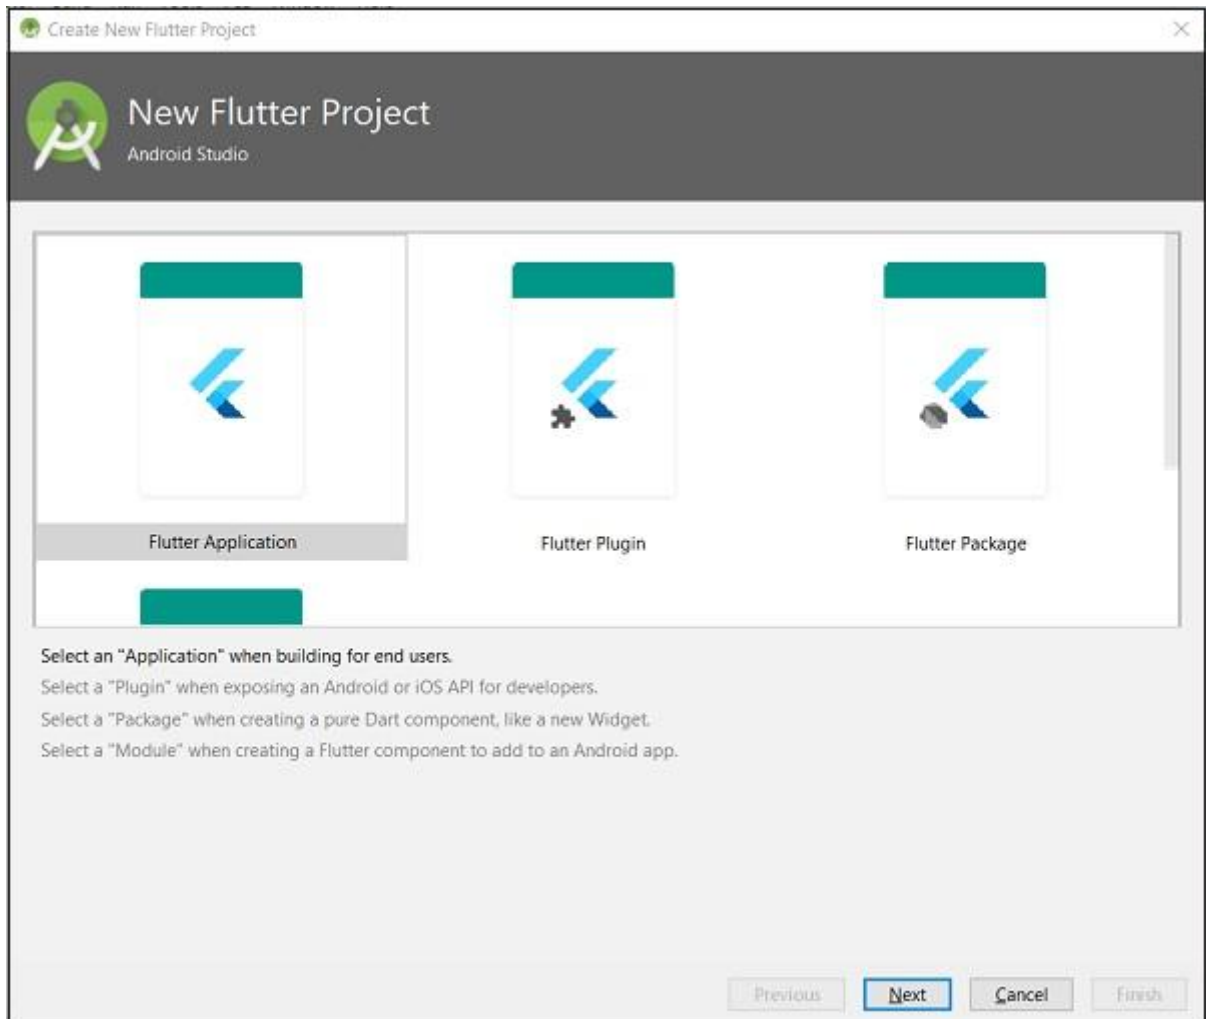 Create New Flutter Project
New Flutter Project
Android Studio
Flutter Application
Flutter Plugin
Flutter Package
Select an "Application" when building for end users.
Select a "Plugin" when exposing an Android or iOS API for developers.
Select a "Package" when creating a pure Dart component, like a new Widget.
Select a "Module" when creating a Flutter component to add to an Android app.
Previous Next Cancel Finish